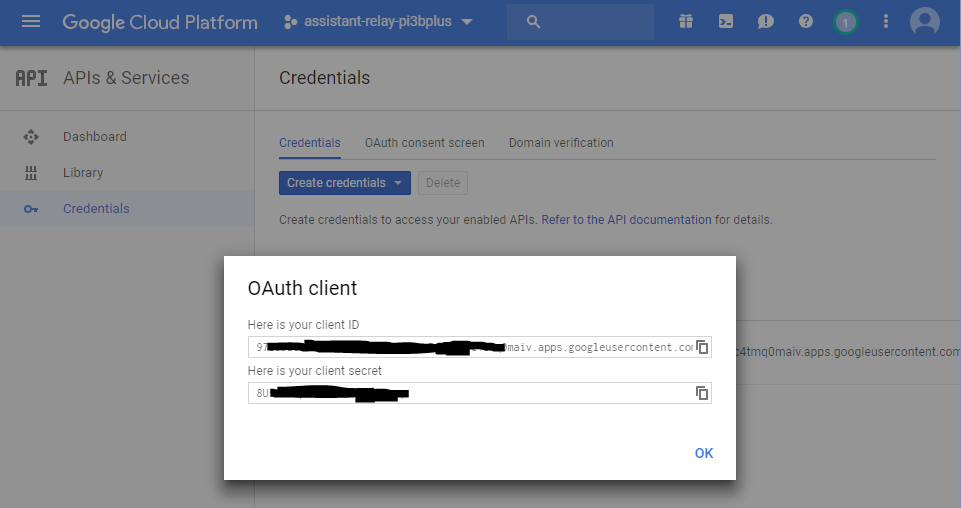 Google Cloud Platform
assistant-relay-pi3bplus
1
API APIs & Services
Credentials
Dashboard
Library
Credentials
Credentials OAuth consent screen Domain verification
Create credentials Delete
Create credentials to access your enabled APIs. Refer to the API documentation for details.
OAuth client
Here is your client ID
97 0maiv.apps.googleusercontent.com
c4tmq0maiv.apps.googleusercontent.com
Here is your client secret
8U
OK